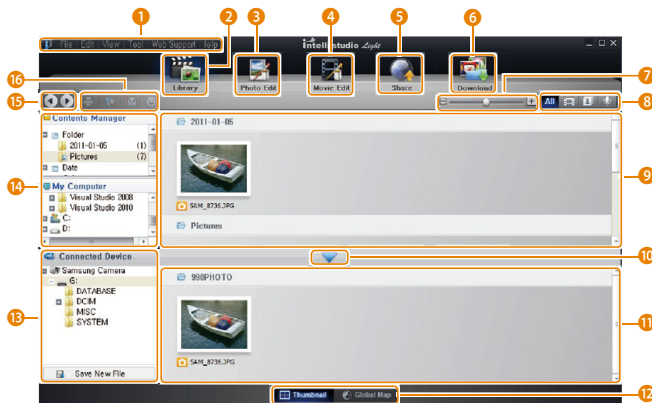 1 2 3 4 5 6
File Edit View Tool Web Support Help
Intelli-studio Light
Library Photo Edit Movie Edit Share Download
16 7
15 All 8
Contents Manager
Folder
2011-01-05 (1)
Pictures (7)
Date
2011-01-05
SAM_8736.JPG
Pictures
14 9
My Computer
Visual Studio 2008
Visual Studio 2010
C:
D:
10
Connected Device
Samsung Camera
G:
DATABASE
DCIM
MISC
SYSTEM
998PHOTO
SAM_8736.JPG
13 11
Save New File
Thumbnail Global Map 12